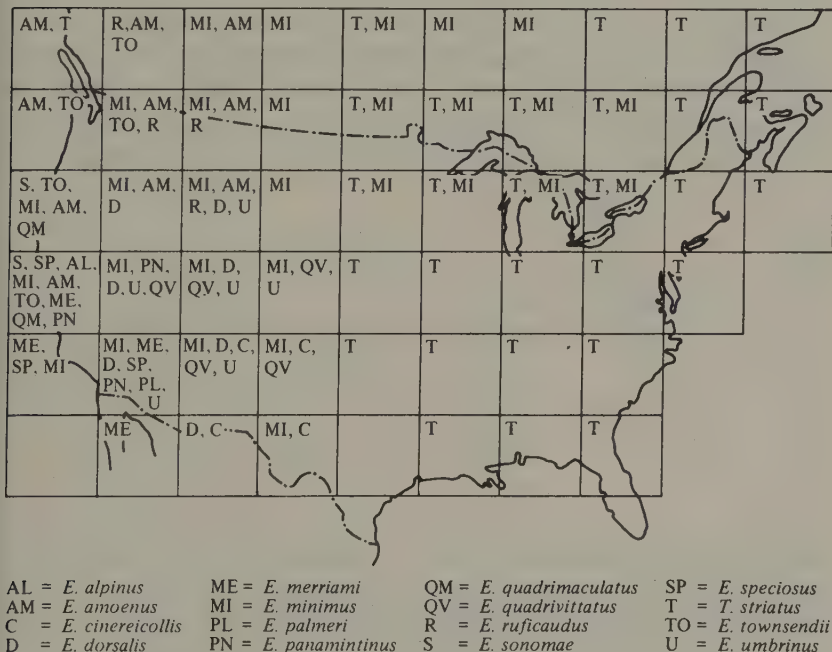 AM, T R,AM, MI, AM MI T, MI MI MI T T T
TO
AM, TO MI, AM, MI, AM, MI T, MI T, MI T, MI T, MI T T
TO, R R
S, TO, MI, AM, MI, AM, MI T, MI T, MI T, MI T, MI T T
MI, AM, D R, D, U
QM
S, SP, AL, MI, PN, MI, D, MI, QV, T T T T T
MI, AM, D,U,QV QV, U U
TO, ME,
QM, PN
ME, MI, ME, MI, D, C, MI, C, T T T T
SP, MI D, SP, QV, U QV
PN, PL,
U
ME D, C MI, C T T T
AL = E. alpinus ME = E. merriami QM = E. quadrimaculatus SP = E. speciosus
AM = E. amoenus MI = E. minimus QV = E. quadrivittatus T = T. striatus
C = E. cinereicollis PL = E. palmeri R = E. ruficaudus TO = E. townsendii
D = E. dorsalis PN = E. panamintinus S = E. sonomae U = E. umbrinus